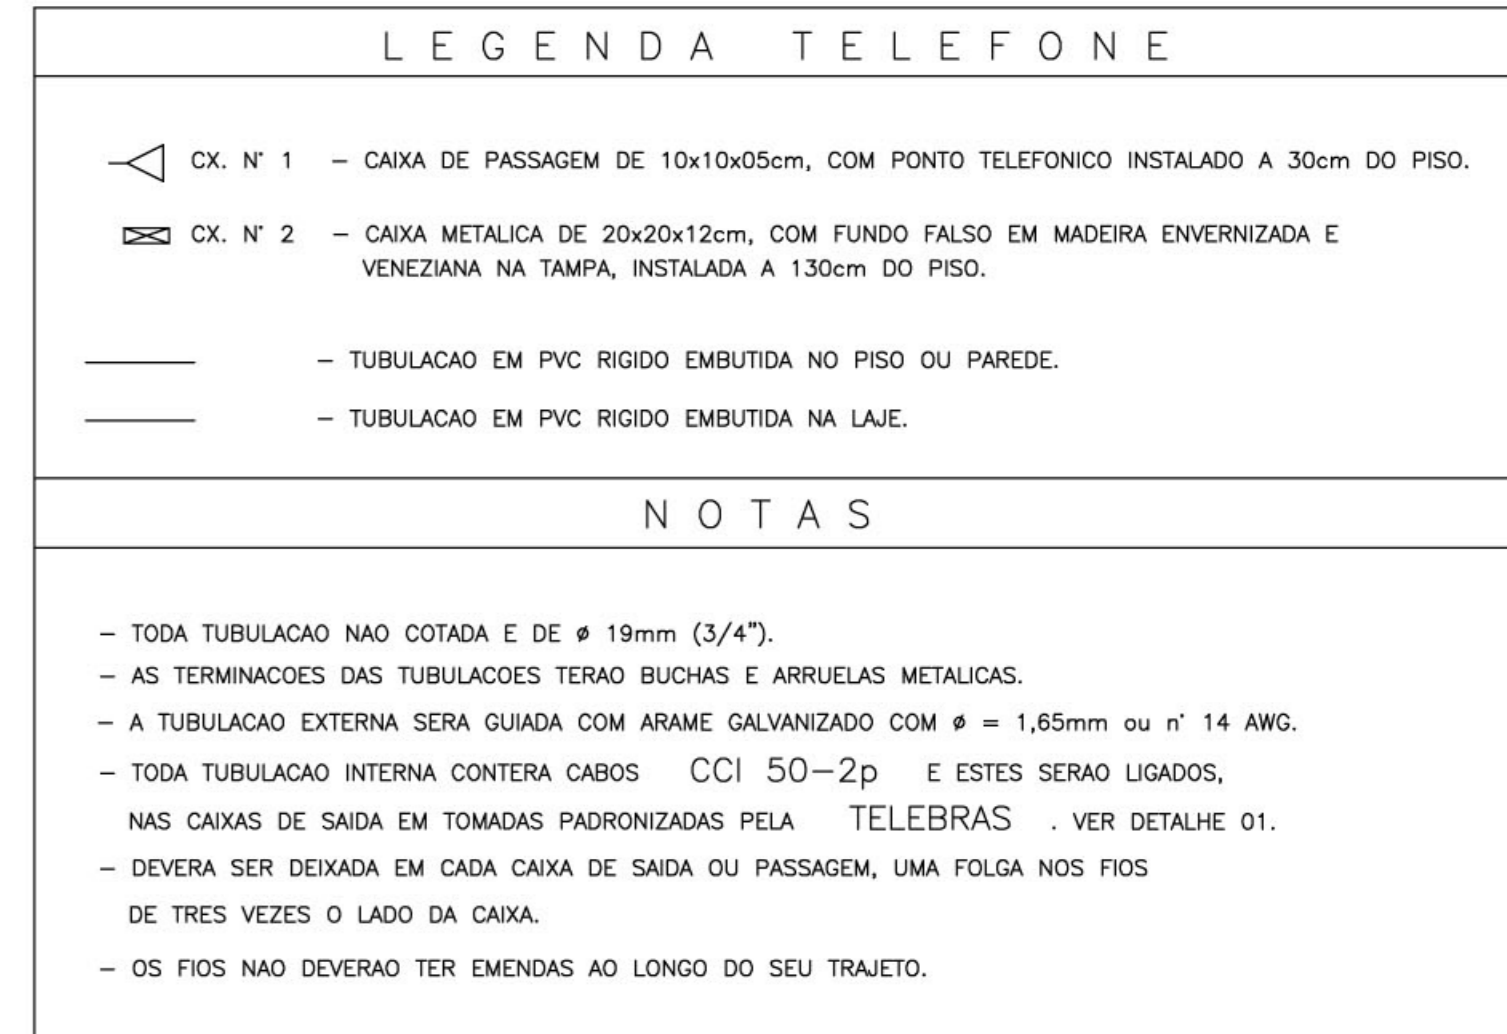 LEGENDA TELEFONE
CX. N° 1 – CAIXA DE PASSAGEM DE 10x10x05cm, COM PONTO TELEFONICO INSTALADO A 30cm DO PISO.
CX. N° 2 – CAIXA METALICA DE 20x20x12cm, COM FUNDO FALSO EM MADEIRA ENVERNIZADA E
VENEZIANA NA TAMPA, INSTALADA A 130cm DO PISO.
– TUBULACAO EM PVC RIGIDO EMBUTIDA NO PISO OU PAREDE.
– TUBULACAO EM PVC RIGIDO EMBUTIDA NA LAJE.
NOTAS
– TODA TUBULACAO NAO COTADA E DE ø 19mm (3/4").
– AS TERMINACOES DAS TUBULACOES TERAO BUCHAS E ARRUELAS METALICAS.
– A TUBULACAO EXTERNA SERA GUIADA COM ARAME GALVANIZADO COM ø = 1,65mm ou n° 14 AWG.
– TODA TUBULACAO INTERNA CONTERA CABOS CCI 50–2p E ESTES SERAO LIGADOS,
NAS CAIXAS DE SAIDA EM TOMADAS PADRONIZADAS PELA TELEBRAS . VER DETALHE 01.
– DEVERA SER DEIXADA EM CADA CAIXA DE SAIDA OU PASSAGEM, UMA FOLGA NOS FIOS
DE TRES VEZES O LADO DA CAIXA.
– OS FIOS NAO DEVERAO TER EMENDAS AO LONGO DO SEU TRAJETO.